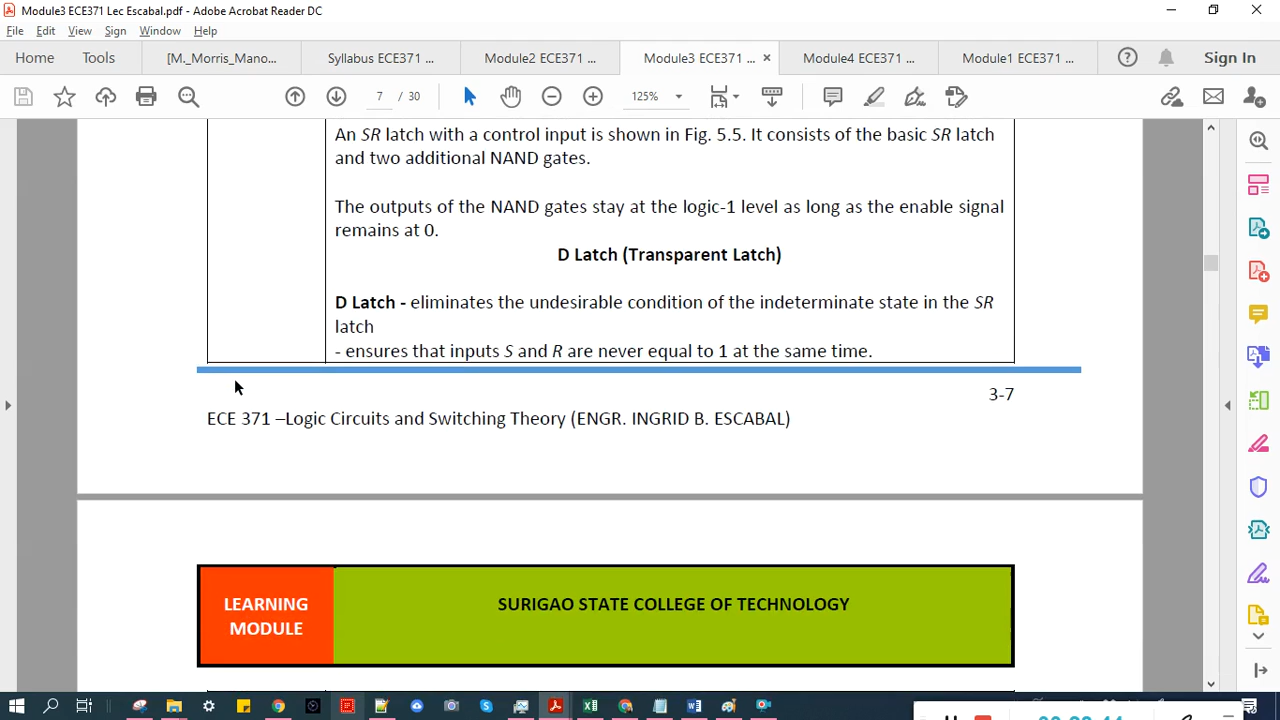 Module3 ECE371 Lec Escabal.pdf - Adobe Acrobat Reader DC
File Edit View Sign Window Help
Home Tools [M._Morris_Mano... Syllabus ECE371 ... Module2 ECE371 ... Module3 ECE371 ... Module4 ECE371 ... Module1 ECE371 ... Sign In
7 / 30 125%
An SR latch with a control input is shown in Fig. 5.5. It consists of the basic SR latch
and two additional NAND gates.
The outputs of the NAND gates stay at the logic-1 level as long as the enable signal
remains at 0.
D Latch (Transparent Latch)
D Latch - eliminates the undesirable condition of the indeterminate state in the SR
latch
- ensures that inputs S and R are never equal to 1 at the same time.
3-7
ECE 371 –Logic Circuits and Switching Theory (ENGR. INGRID B. ESCABAL)
LEARNING
MODULE
SURIGAO STATE COLLEGE OF TECHNOLOGY